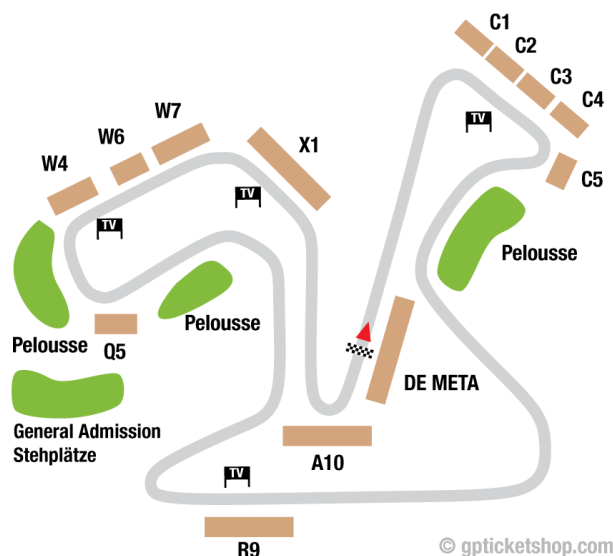 C1
C2
C3
C4
W7
W6
X1
W4
TV
TV
TV
C5
Pelousse
Pelousse
Pelousse
Q5
DE META
General Admission
Stehplätze
A10
TV
R9
© gpticketshop.com